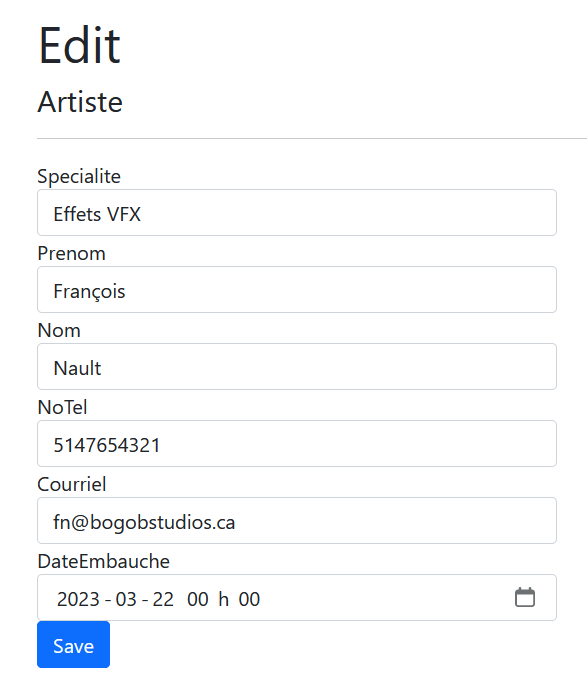 Edit
Artiste
Specialite
Effets VFX
Prenom
François
Nom
Nault
NoTel
5147654321
Courriel
fn@bogobstudios.ca
DateEmbauche
2023 - 03 - 22 00 h 00
Save